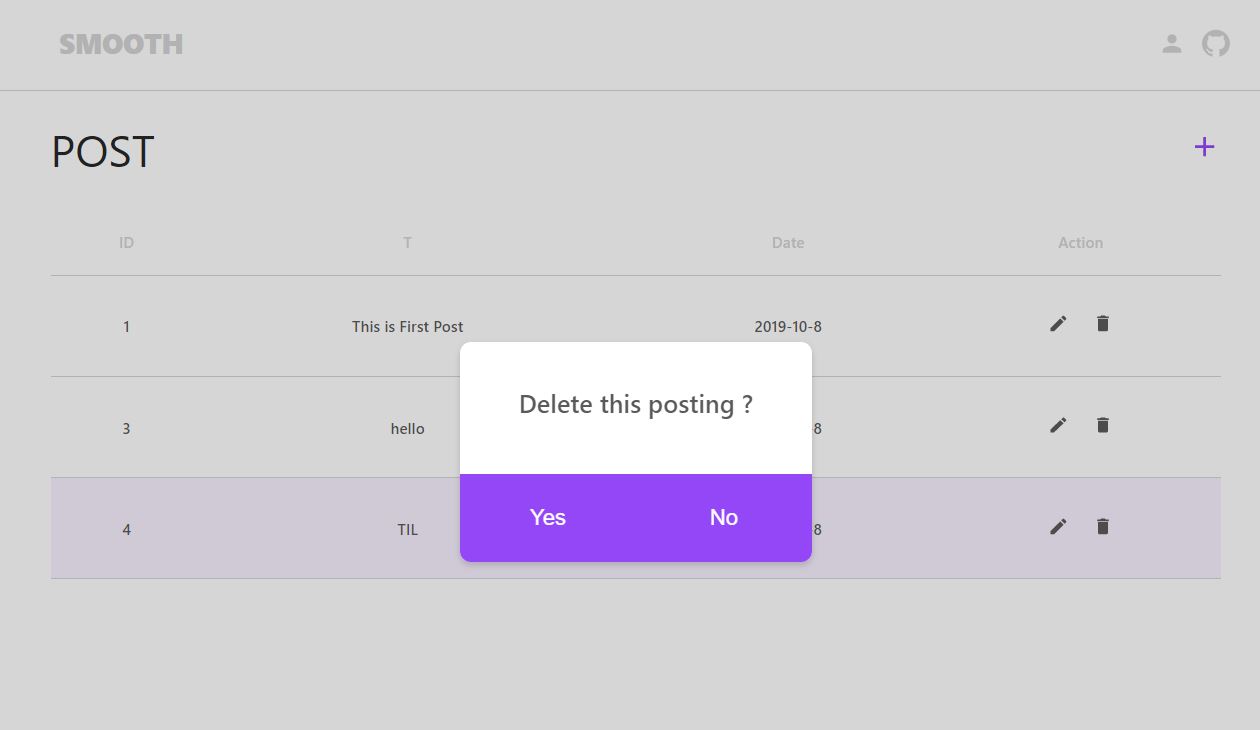 SMOOTH
POST
ID T Date Action
1 This is First Post 2019-10-8
Delete this posting ?
3 hello 8
Yes No
4 TIL 8